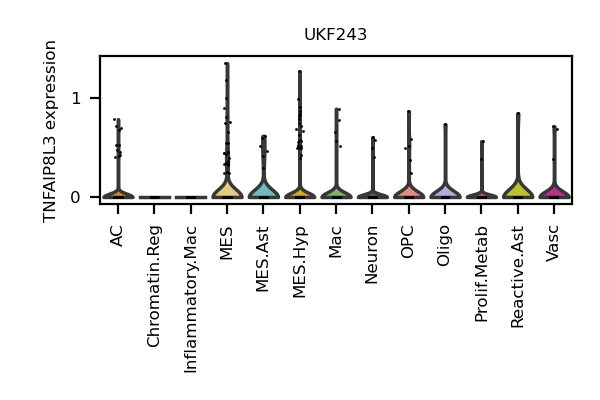 UKF243
TNFAIP8L3 expression
1
0
AC
Chromatin.Reg
Inflammatory.Mac
MES
MES.Ast
MES.Hyp
Mac
Neuron
OPC
Oligo
Prolif.Metab
Reactive.Ast
Vasc